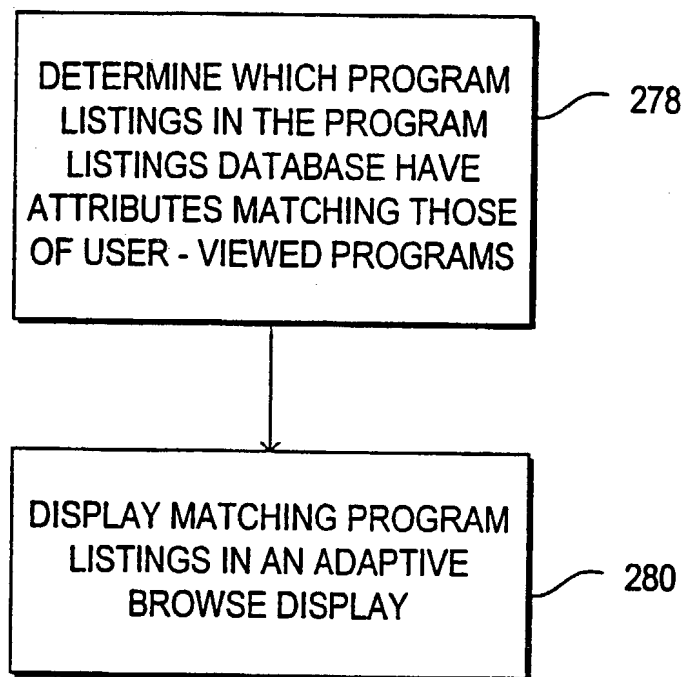 DETERMINE WHICH PROGRAM
LISTINGS IN THE PROGRAM
LISTINGS DATABASE HAVE
ATTRIBUTES MATCHING THOSE
OF USER - VIEWED PROGRAMS
278
DISPLAY MATCHING PROGRAM
LISTINGS IN AN ADAPTIVE
BROWSE DISPLAY
280